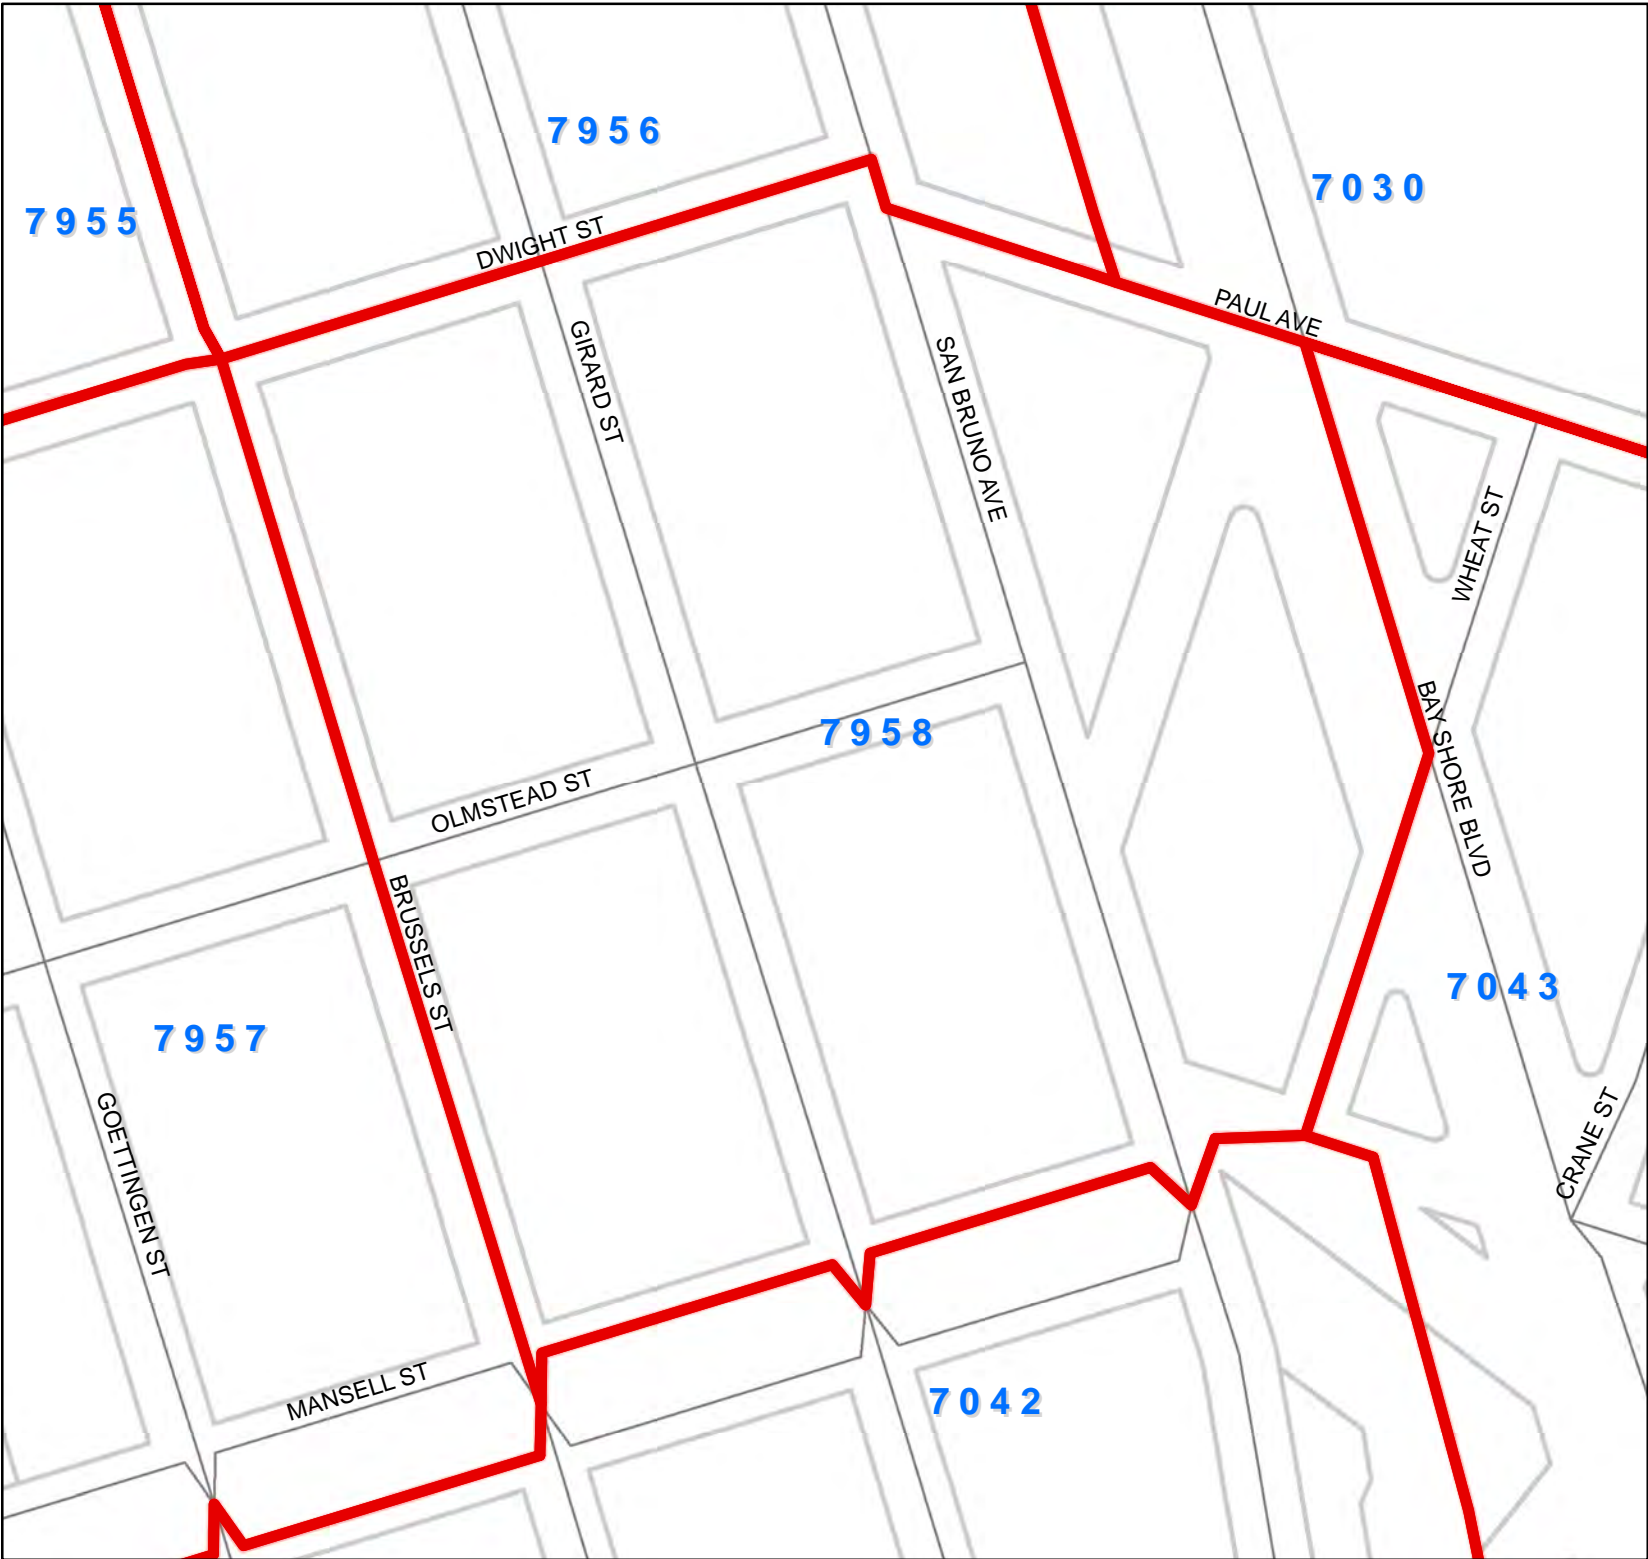 7956
7030
7955
DWIGHT ST
PAUL AVE
GIRARD ST
SAN BRUNO AVE
WHEAT ST
7958
BAY SHORE BLVD
OLMSTEAD ST
BRUSSELS ST
7043
7957
GOETTINGEN ST
CRANE ST
MANSELL ST
7042